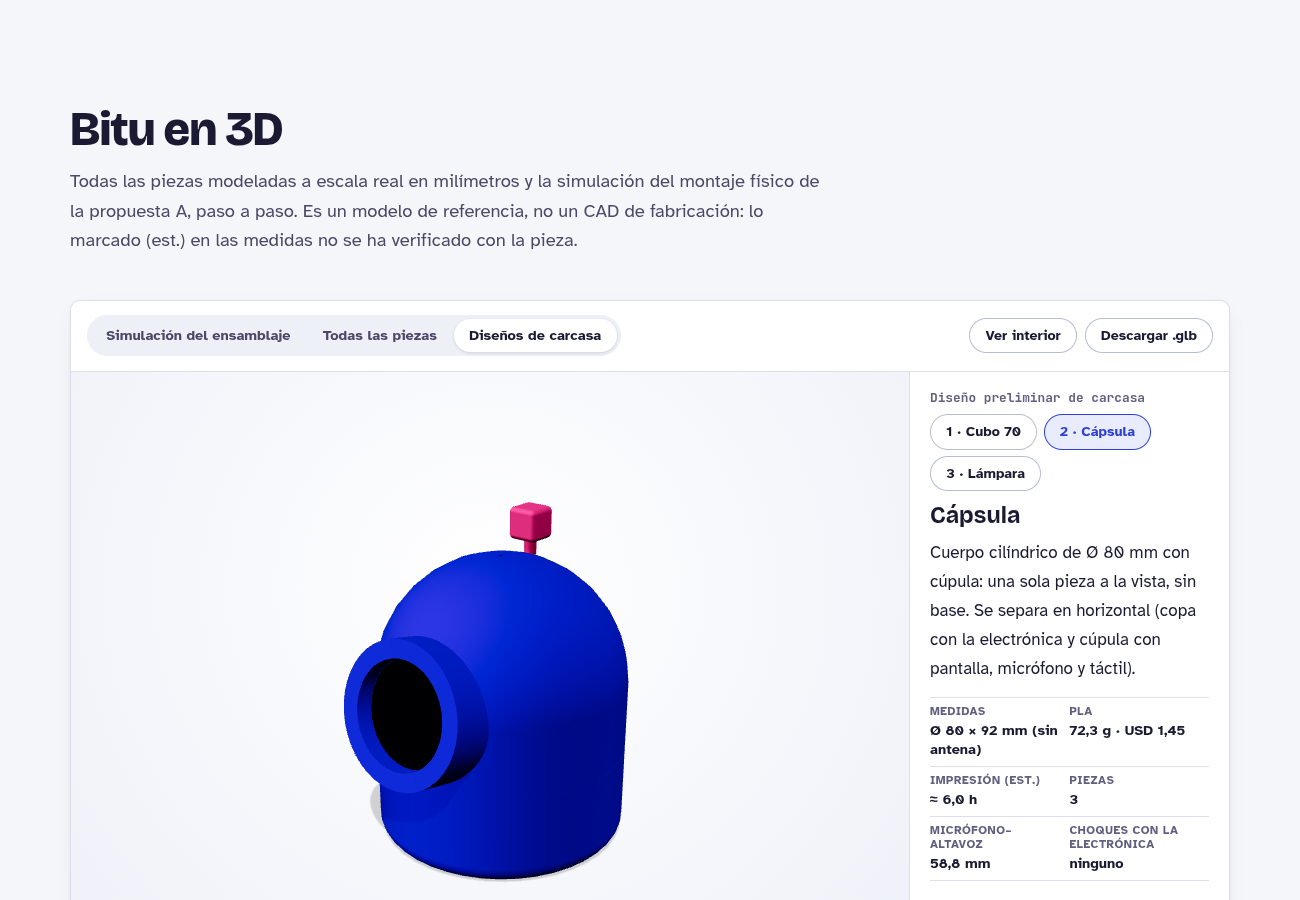 Bitu en 3D
Todas las piezas modeladas a escala real en milímetros y la simulación del montaje físico de
la propuesta A, paso a paso. Es un modelo de referencia, no un CAD de fabricación: lo
marcado (est.) en las medidas no se ha verificado con la pieza.
Simulación del ensamblaje
Todas las piezas
Diseños de carcasa
Ver interior
Descargar .glb
Diseño preliminar de carcasa
1 · Cubo 70
2 · Cápsula
3 · Lámpara
Cápsula
Cuerpo cilíndrico de Ø 80 mm con
cúpula: una sola pieza a la vista, sin
base. Se separa en horizontal (copa
con la electrónica y cúpula con
pantalla, micrófono y táctil).
MEDIDAS
Ø 80 × 92 mm (sin
antena)
PLA
72,3 g · USD 1,45
IMPRESIÓN (EST.)
≈ 6,0 h
PIEZAS
3
MICRÓFONO–
ALTAVOZ
58,8 mm
CHOQUES CON LA
ELECTRÓNICA
ninguno